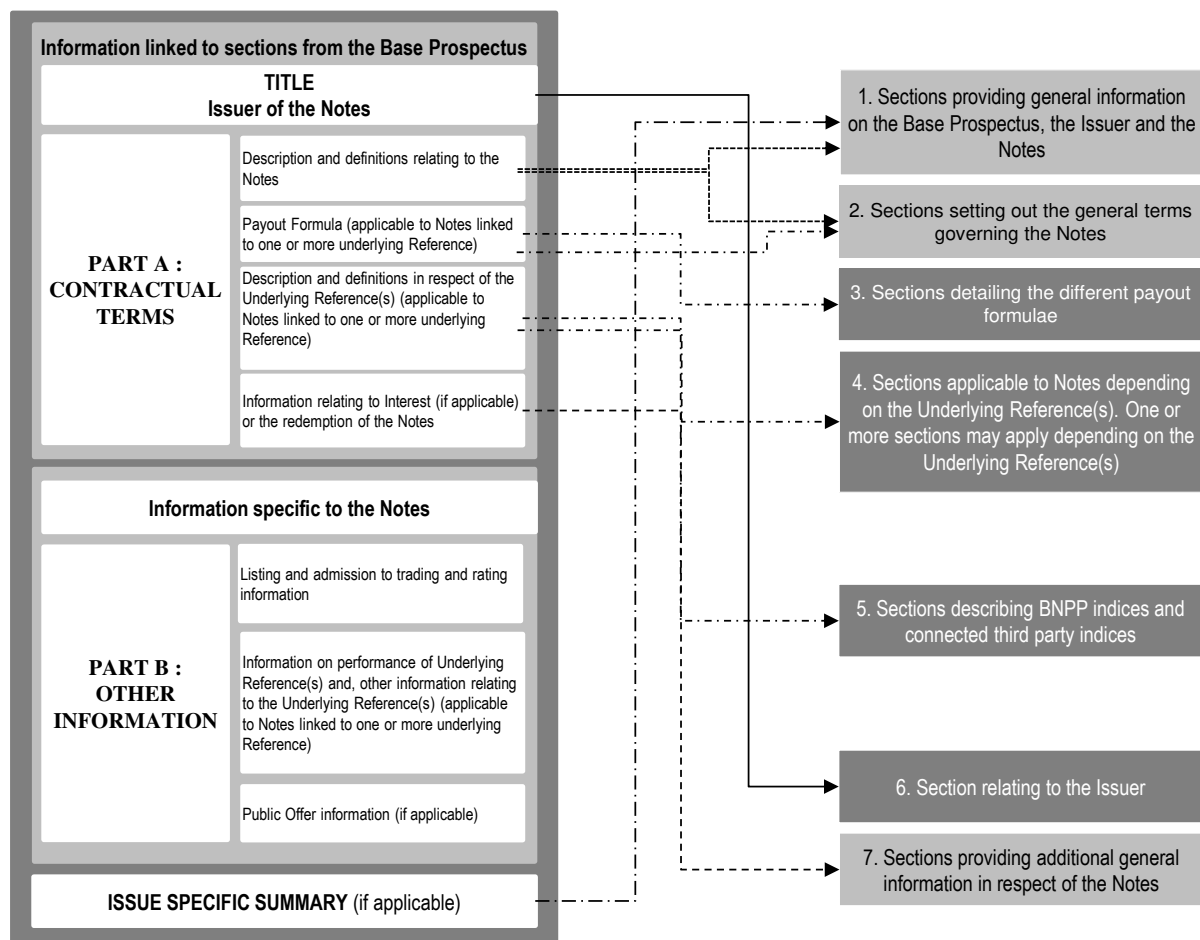 Information linked to sections from the Base Prospectus
TITLE
Issuer of the Notes
PART A :
CONTRACTUAL
TERMS
Description and definitions relating to the
Notes
Payout Formula (applicable to Notes linked
to one or more underlying Reference)
Description and definitions in respect of the
Underlying Reference(s) (applicable to
Notes linked to one or more underlying
Reference)
Information relating to Interest (if applicable)
or the redemption of the Notes
Information specific to the Notes
PART B :
OTHER
INFORMATION
Listing and admission to trading and rating
information
Information on performance of Underlying
Reference(s) and, other information relating
to the Underlying Reference(s) (applicable
to Notes linked to one or more underlying
Reference)
Public Offer information (if applicable)
ISSUE SPECIFIC SUMMARY (if applicable)
1. Sections providing general information
on the Base Prospectus, the Issuer and the
Notes
2. Sections setting out the general terms
governing the Notes
3. Sections detailing the different payout
formulae
4. Sections applicable to Notes depending
on the Underlying Reference(s). One or
more sections may apply depending on the
Underlying Reference(s)
5. Sections describing BNPP indices and
connected third party indices
6. Section relating to the Issuer
7. Sections providing additional general
information in respect of the Notes